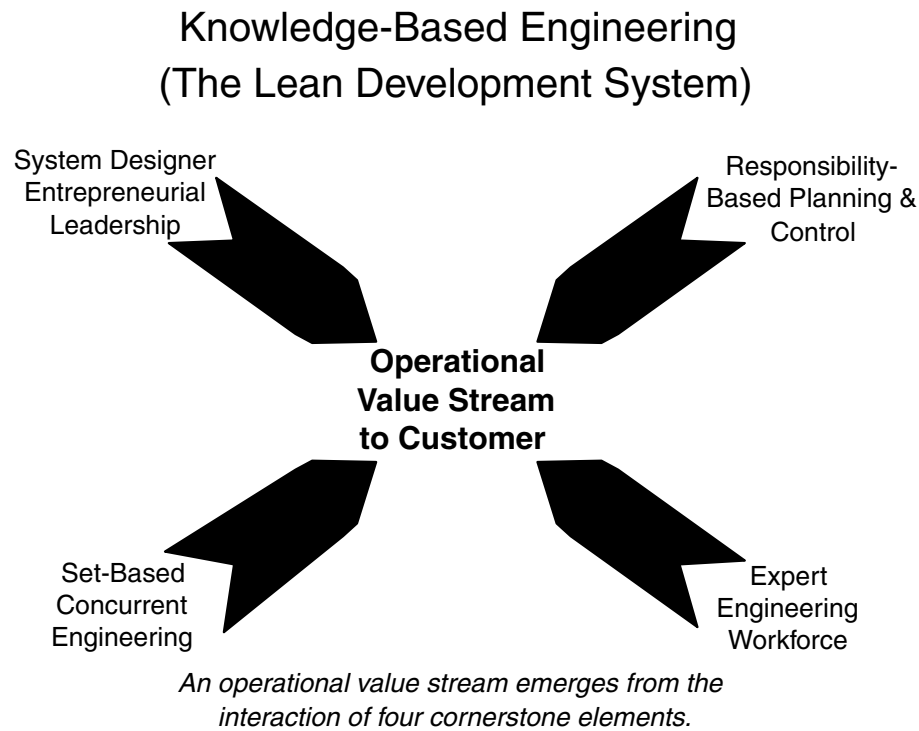 Knowledge-Based Engineering
(The Lean Development System)
System Designer
Entrepreneurial
Leadership
Responsibility-
Based Planning &
Control
Operational
Value Stream
to Customer
Set-Based
Concurrent
Engineering
Expert
Engineering
Workforce
An operational value stream emerges from the
interaction of four cornerstone elements.